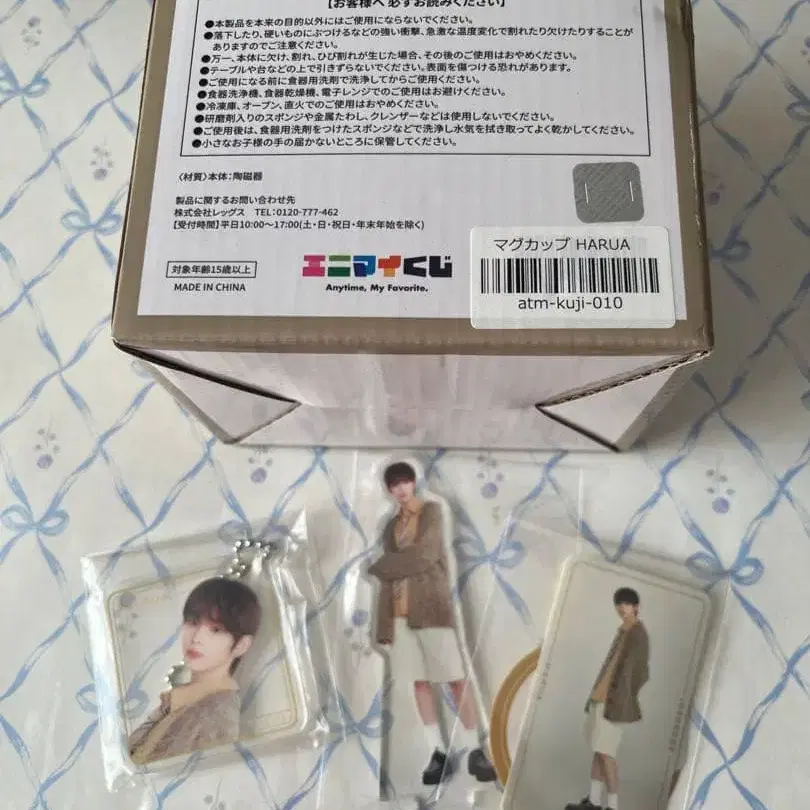 【お客様へ 必ずお読みください】
●本製品を本来の目的以外にはご使用にならないでください。
●落下したり、硬いものにぶつけるなどの強い衝撃、急激な温度変化で割れたり欠けたりすることが
ありますのでご注意ください。
●万一、本体に欠け、割れ、ひび割れが生じた場合、その後のご使用はおやめください。
●テーブルや台などの上で引きずらないでください。表面を傷つける恐れがあります。
●ご使用になる前に食器用洗剤で洗浄してからご使用ください。
●食器洗浄機、食器乾燥機、電子レンジでのご使用はお避けください。
●冷凍庫、オーブン、直火でのご使用はおやめください。
●研磨剤入りのスポンジや金属たわし、クレンザーなどは使用しないでください。
●ご使用後は、食器用洗剤をつけたスポンジなどで洗浄し水気を拭き取ってよく乾かしてください。
●小さなお子様の手の届かないところに保管してください。
〈材質〉本体:陶磁器
製品に関するお問い合わせ先
株式会社レッグス TEL:0120-777-462
【受付時間】平日10:00〜17:00(土・日・祝日・年末年始を除く)
対象年齢15歳以上
MADE IN CHINA
エニマイくじ
Anytime, My Favorite.
マグカップ HARUA
atm-kuji-010